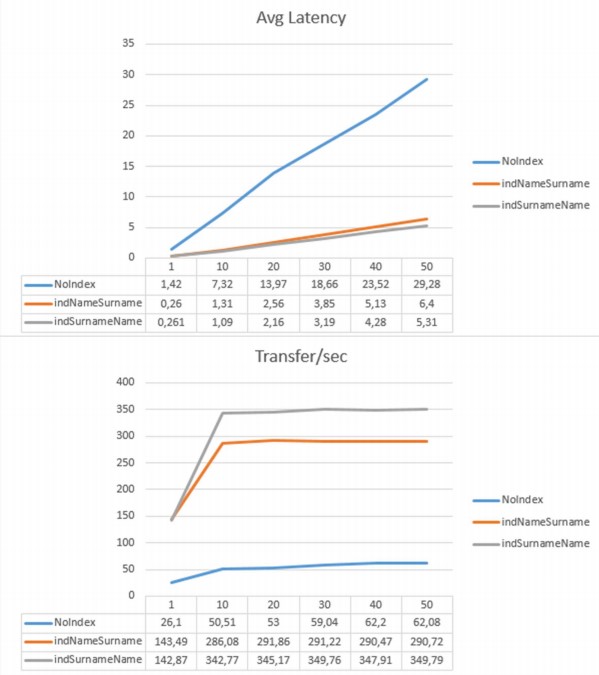 Avg Latency
35
30
25
20
15
10
5
0
NoIndex
indNameSurname
indSurnameName
1 10 20 30 40 50
NoIndex 1,42 7,32 13,97 18,66 23,52 29,28
indNameSurname 0,26 1,31 2,56 3,85 5,13 6,4
indSurnameName 0,261 1,09 2,16 3,19 4,28 5,31
Transfer/sec
400
350
300
250
200
150
100
50
0
NoIndex
indNameSurname
indSurnameName
1 10 20 30 40 50
NoIndex 26,1 50,51 53 59,04 62,2 62,08
indNameSurname 143,49 286,08 291,86 291,22 290,47 290,72
indSurnameName 142,87 342,77 345,17 349,76 347,91 349,79